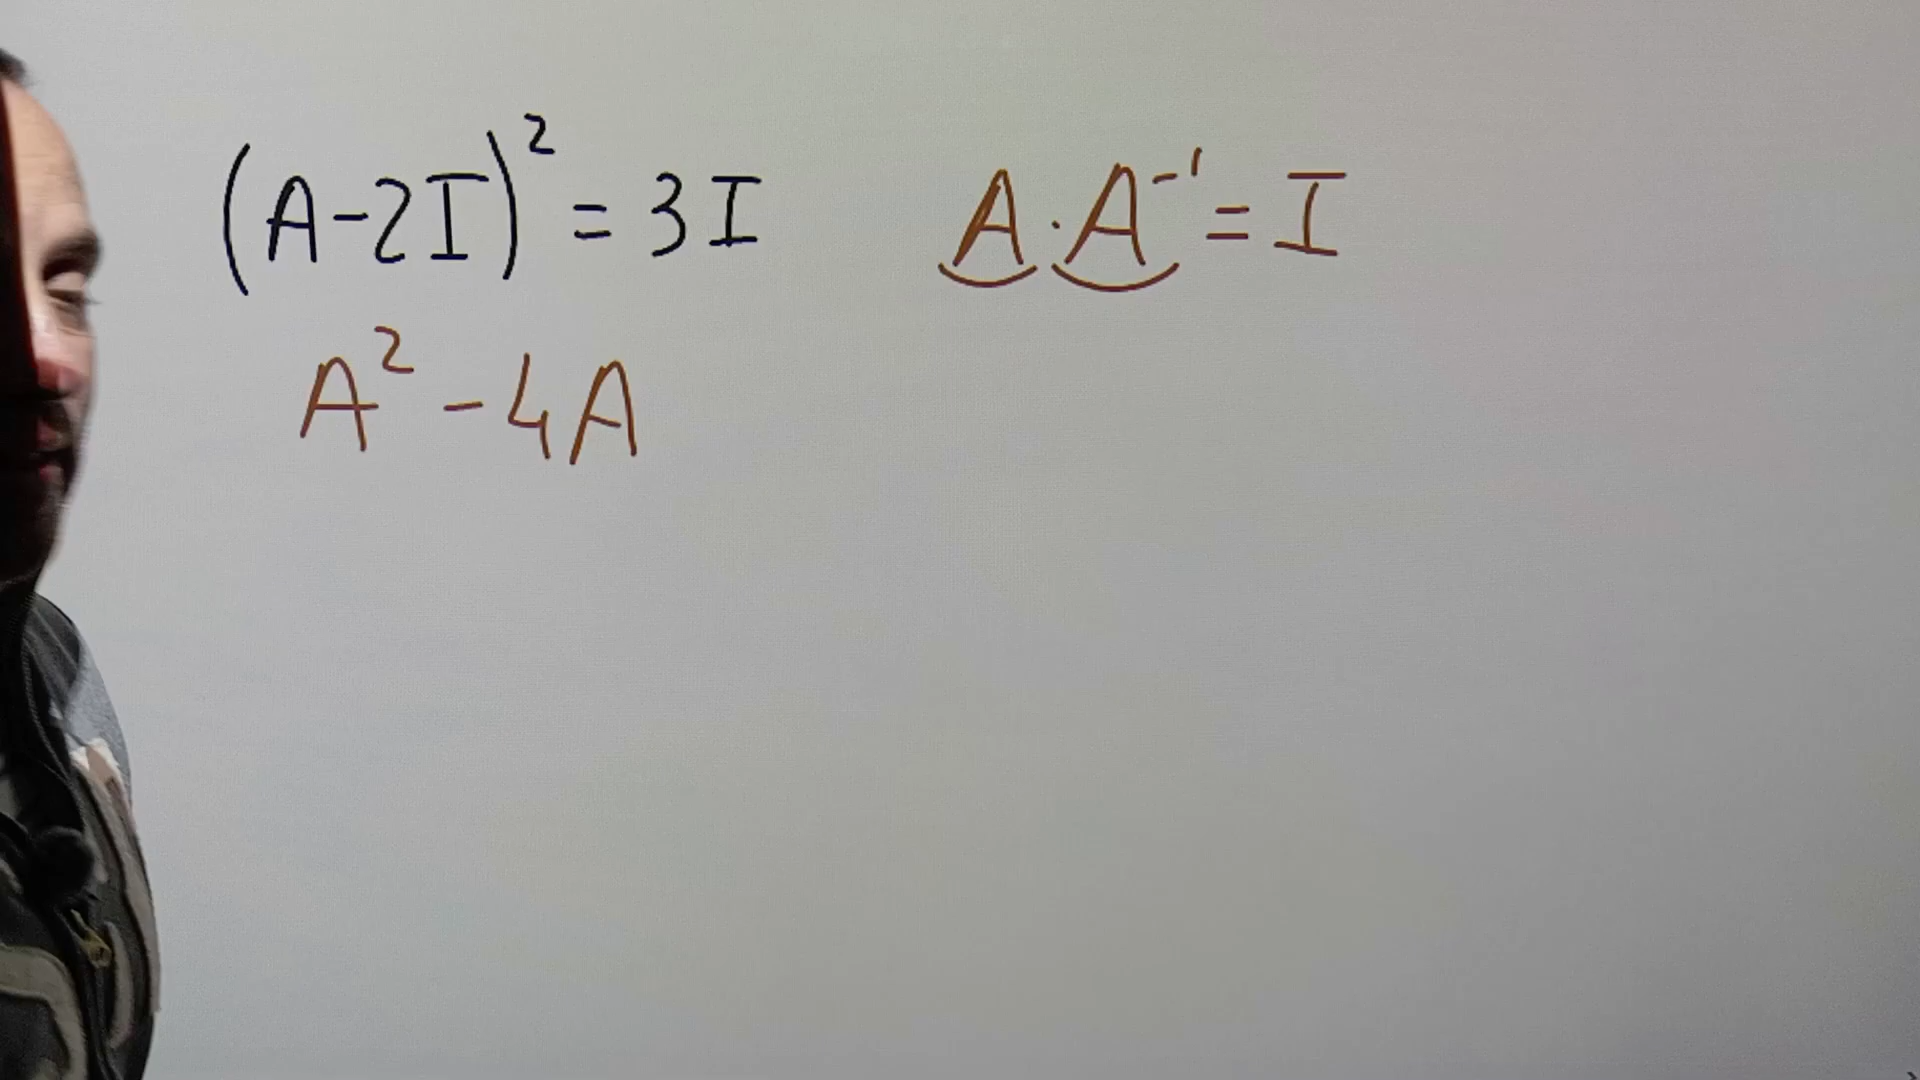 (A-2I)² = 3I
A · A⁻¹ = I
A² - 4A